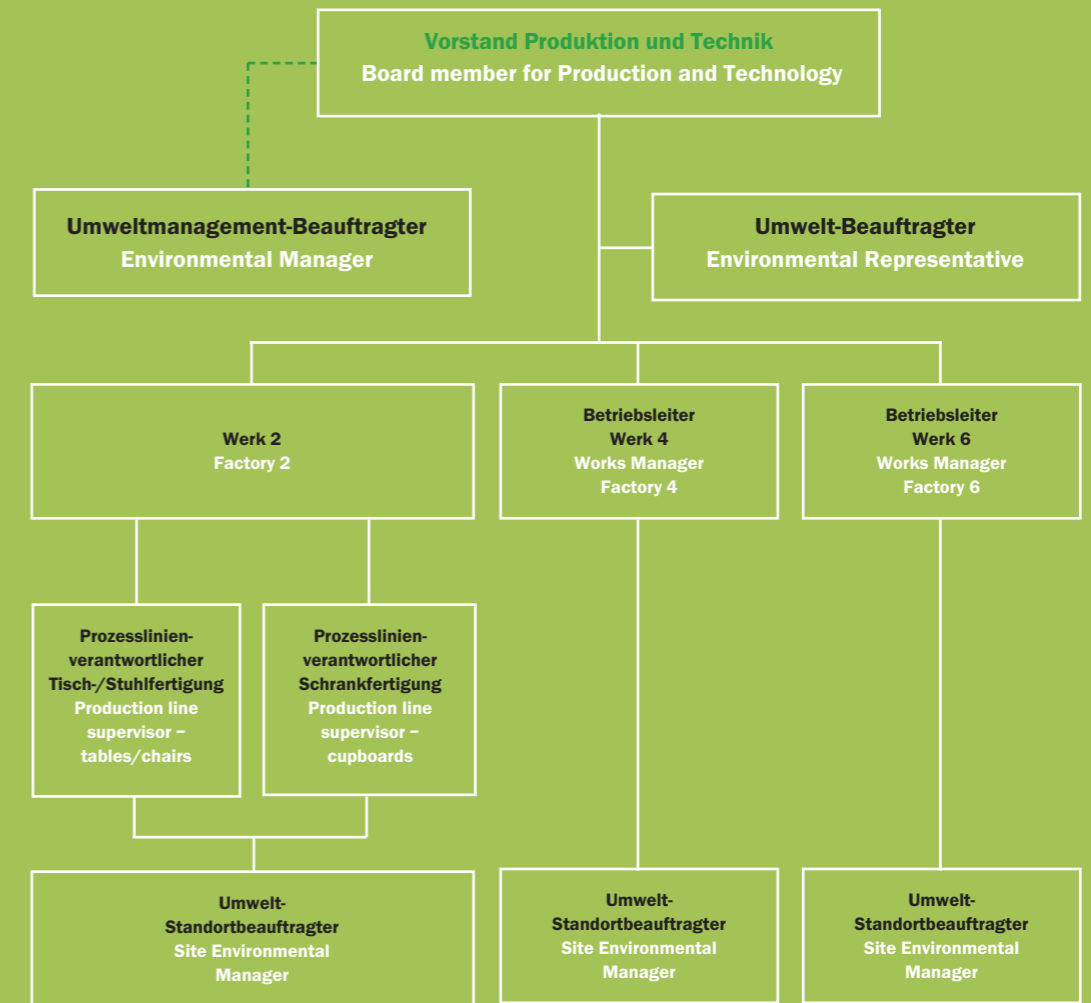 Vorstand Produktion und Technik
Board member for Production and Technology
Umweltmanagement-Beauftragter
Environmental Manager
Umwelt-Beauftragter
Environmental Representative
Werk 2
Factory 2
Betriebsleiter
Werk 4
Works Manager
Factory 4
Betriebsleiter
Werk 6
Works Manager
Factory 6
Prozesslinien-
verantwortlicher
Tisch-/Stuhlfertigung
Production line
supervisor –
tables/chairs
Prozesslinien-
verantwortlicher
Schrankfertigung
Production line
supervisor –
cupboards
Umwelt-
Standortbeauftragter
Site Environmental
Manager
Umwelt-
Standortbeauftragter
Site Environmental
Manager
Umwelt-
Standortbeauftragter
Site Environmental
Manager